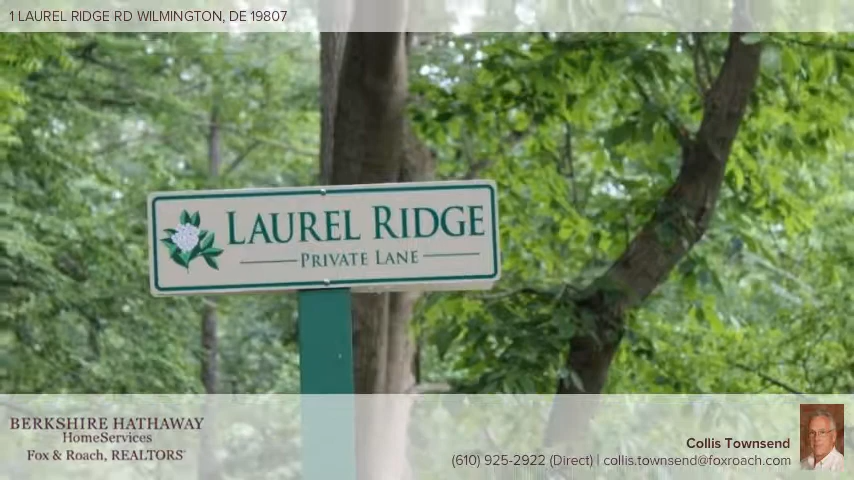 1 LAUREL RIDGE RD WILMINGTON, DE 19807
LAUREL RIDGE
PRIVATE LANE
BERKSHIRE HATHAWAY
HomeServices
Fox & Roach, REALTORS®
Collis Townsend
(610) 925-2922 (Direct) | collis.townsend@foxroach.com